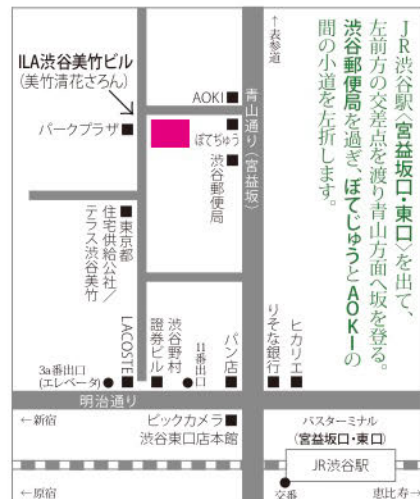 JR渋谷駅〈宮益坂口・東口〉を出て、
左前方の交差点を渡り青山方面へ坂を登る。
渋谷郵便局を過ぎ、ぼてじゅうとAOKIの
間の小道を左折します。
←表参道
ILA渋谷美竹ビル
(美竹清花さろん)
AOKI
パークプラザ
ぼてぢゅう
渋谷郵便局
青山通り(宮益坂)
東京都
住宅供給公社/
テラス渋谷美竹
LACOSTE
渋谷野村
證券ビル
11番出口
パン店
りそな銀行
ヒカリエ
3a番出口
(エレベータ)
明治通り
←新宿
ビックカメラ
渋谷東口店本館
バスターミナル
(宮益坂口・東口)
JR渋谷駅
←原宿
交番
恵比寿→